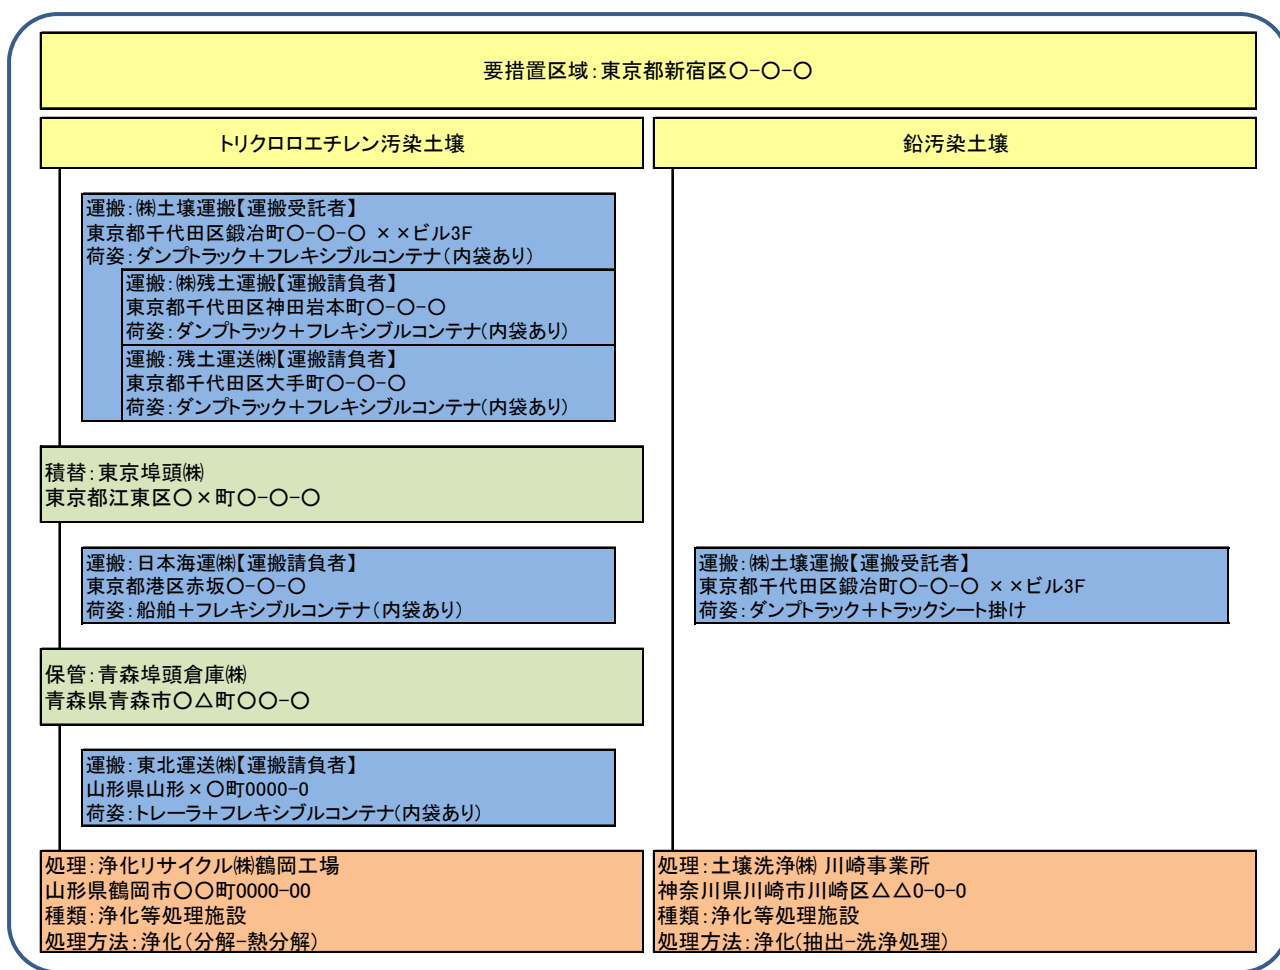 要措置区域：東京都新宿区〇-〇-〇
トリクロロエチレン汚染土壌
運搬：㈱土壌運搬【運搬受託者】
東京都千代田区鍛冶町〇-〇-〇 ××ビル3F
荷姿：ダンプトラック＋フレキシブルコンテナ（内袋あり）
運搬：㈱残土運搬【運搬請負者】
東京都千代田区神田岩本町〇-〇-〇
荷姿：ダンプトラック＋フレキシブルコンテナ（内袋あり）
運搬：残土運送㈱【運搬請負者】
東京都千代田区大手町〇-〇-〇
荷姿：ダンプトラック＋フレキシブルコンテナ（内袋あり）
積替：東京埠頭㈱
東京都江東区〇×町〇-〇-〇
運搬：日本海運㈱【運搬請負者】
東京都港区赤坂〇-〇-〇
荷姿：船舶＋フレキシブルコンテナ（内袋あり）
保管：青森埠頭倉庫㈱
青森県青森市〇△町〇〇-〇
運搬：東北運送㈱【運搬請負者】
山形県山形×〇町0000-0
荷姿：トレーラ＋フレキシブルコンテナ（内袋あり）
処理：浄化リサイクル㈱鶴岡工場
山形県鶴岡市〇〇町0000-00
種類：浄化等処理施設
処理方法：浄化（分解-熱分解）
鉛汚染土壌
運搬：㈱土壌運搬【運搬受託者】
東京都千代田区鍛冶町〇-〇-〇 ××ビル3F
荷姿：ダンプトラック＋トラックシート掛け
処理：土壌洗浄㈱ 川崎事業所
神奈川県川崎市川崎区△△0-0-0
種類：浄化等処理施設
処理方法：浄化（抽出-洗浄処理）